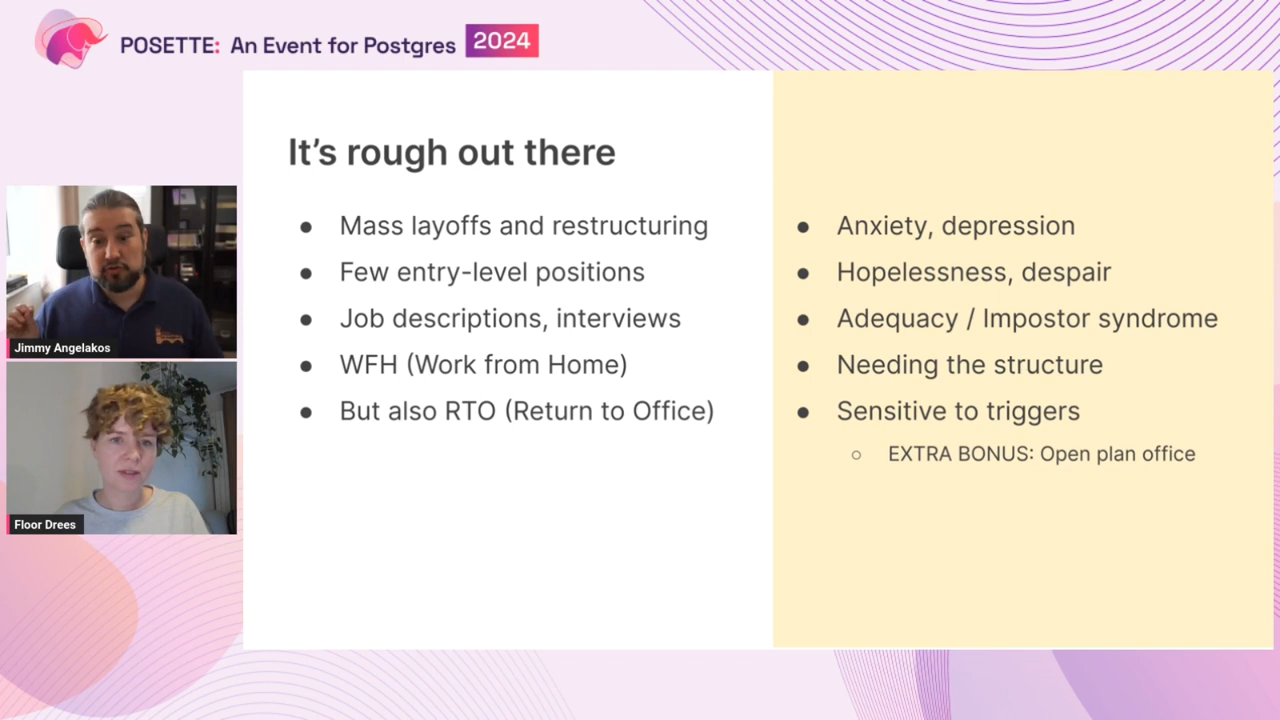 POSETTE: An Event for Postgres 2024
It's rough out there
● Mass layoffs and restructuring
● Few entry-level positions
● Job descriptions, interviews
● WFH (Work from Home)
● But also RTO (Return to Office)
● Anxiety, depression
● Hopelessness, despair
● Adequacy / Impostor syndrome
● Needing the structure
● Sensitive to triggers
○ EXTRA BONUS: Open plan office
Jimmy Angelakos
Floor Drees